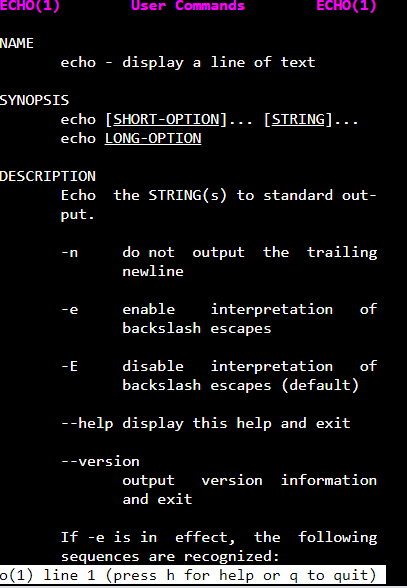 ECHO(1) User Commands ECHO(1)
NAME
echo - display a line of text
SYNOPSIS
echo [SHORT-OPTION]... [STRING]...
echo LONG-OPTION
DESCRIPTION
Echo the STRING(s) to standard out-
put.
-n do not output the trailing
newline
-e enable interpretation of
backslash escapes
-E disable interpretation of
backslash escapes (default)
--help display this help and exit
--version
output version information
and exit
If -e is in effect, the following
sequences are recognized:
o(1) line 1 (press h for help or q to quit)